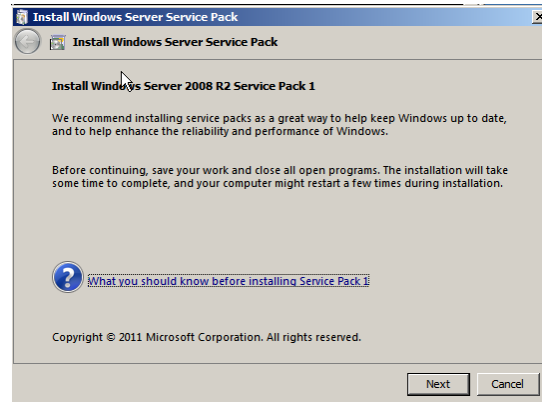 Install Windows Server Service Pack
Install Windows Server Service Pack
Install Windows Server 2008 R2 Service Pack 1
We recommend installing service packs as a great way to help keep Windows up to date,
and to help enhance the reliability and performance of Windows.
Before continuing, save your work and close all open programs. The installation will take
some time to complete, and your computer might restart a few times during installation.
What you should know before installing Service Pack 1
Copyright © 2011 Microsoft Corporation. All rights reserved.
Next
Cancel